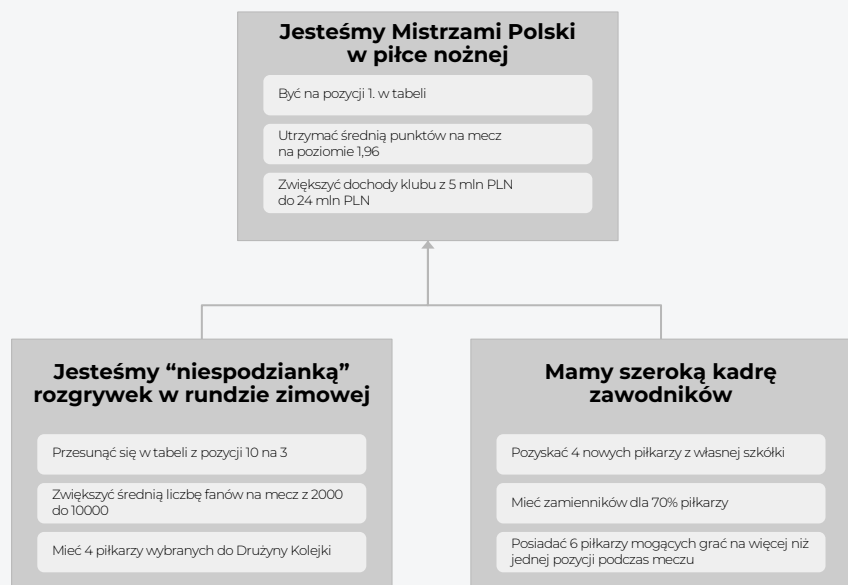 Jesteśmy Mistrzami Polski
w piłce nożnej
Być na pozycji 1. w tabeli
Utrzymać średnią punktów na mecz
na poziomie 1,96
Zwiększyć dochody klubu z 5 mln PLN
do 24 mln PLN
Jesteśmy “niespodzianką”
rozgrywek w rundzie zimowej
Przesunąć się w tabeli z pozycji 10 na 3
Zwiększyć średnią liczbę fanów na mecz z 2000
do 10000
Mieć 4 piłkarzy wybranych do Drużyny Kolejki
Mamy szeroką kadrę
zawodników
Pozyskać 4 nowych piłkarzy z własnej szkółki
Mieć zamienników dla 70% piłkarzy
Posiadać 6 piłkarzy mogących grać na więcej niż
jednej pozycji podczas meczu